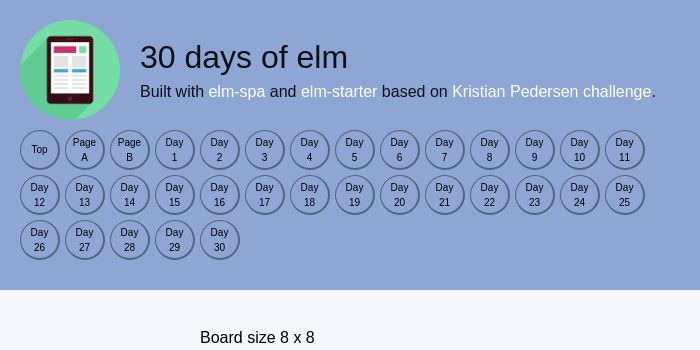 30 days of elm
Built with elm-spa and elm-starter based on Kristian Pedersen challenge.
Top Page A Page B Day 1 Day 2 Day 3 Day 4 Day 5 Day 6 Day 7 Day 8 Day 9 Day 10 Day 11
Day 12 Day 13 Day 14 Day 15 Day 16 Day 17 Day 18 Day 19 Day 20 Day 21 Day 22 Day 23 Day 24 Day 25
Day 26 Day 27 Day 28 Day 29 Day 30
Board size 8 x 8